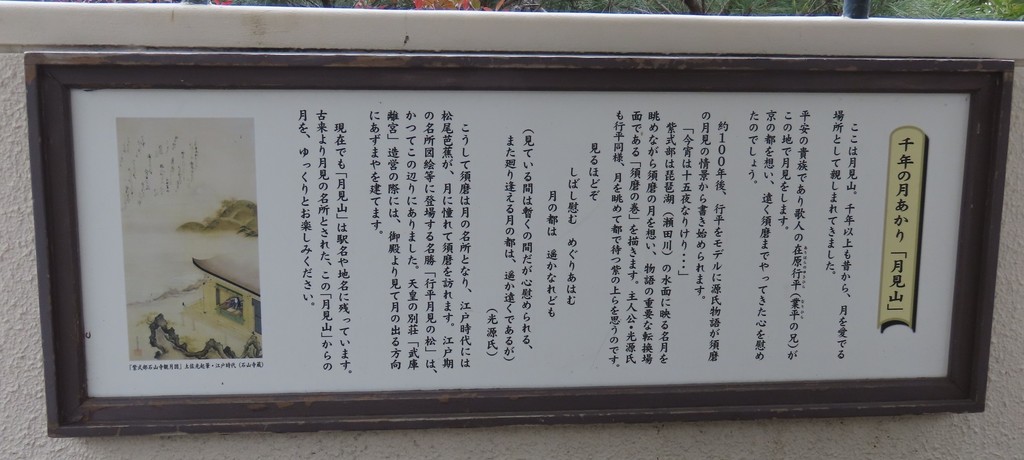 千年の月あかり「月見山」
ここは月見山。千年以上も昔から、月を愛でる
場所として親しまれてきました。
平安の貴族であり歌人の在原行平（業平の兄）が
この地で月見をします。
京の都を想い、遠く須磨までやってきた心を慰め
たのでしょう。
約１００年後、行平をモデルに源氏物語が須磨
の月見の情景から書き始められます。
「今宵は十五夜なりけり・・」
紫式部は琵琶湖（瀬田川）の水面に映る名月を
眺めながら須磨の月を想い、物語の重要な転換場
面である「須磨の巻」を描きます。主人公・光源氏
も行平同様、月を眺めて都で待つ紫の上らを思うのです。
見るほどぞ
しばし慰む　めぐりあはむ
月の都は　遥かなれども
（見ている間は暫くの間だが心慰められる、
また廻り逢える月の都は、遥か遠くであるが）
（光源氏）
こうして須磨は月の名所となり、江戸時代には
松尾芭蕉が、月に憧れて須磨を訪れます。江戸期
の名所図絵等に登場する名勝「行平月見の松」は、
かつてこの辺りにありました。天皇の別荘「武庫
離宮」造営の際には、御殿より見て月の出る方向
にあずまやを建てます。
現在でも「月見山」は駅名や地名に残っています。
古来より月見の名所とされた、この「月見山」からの
月を、ゆっくりとお楽しみください。
「紫式部石山寺観月図」土佐光起筆・江戸時代（石山寺蔵）